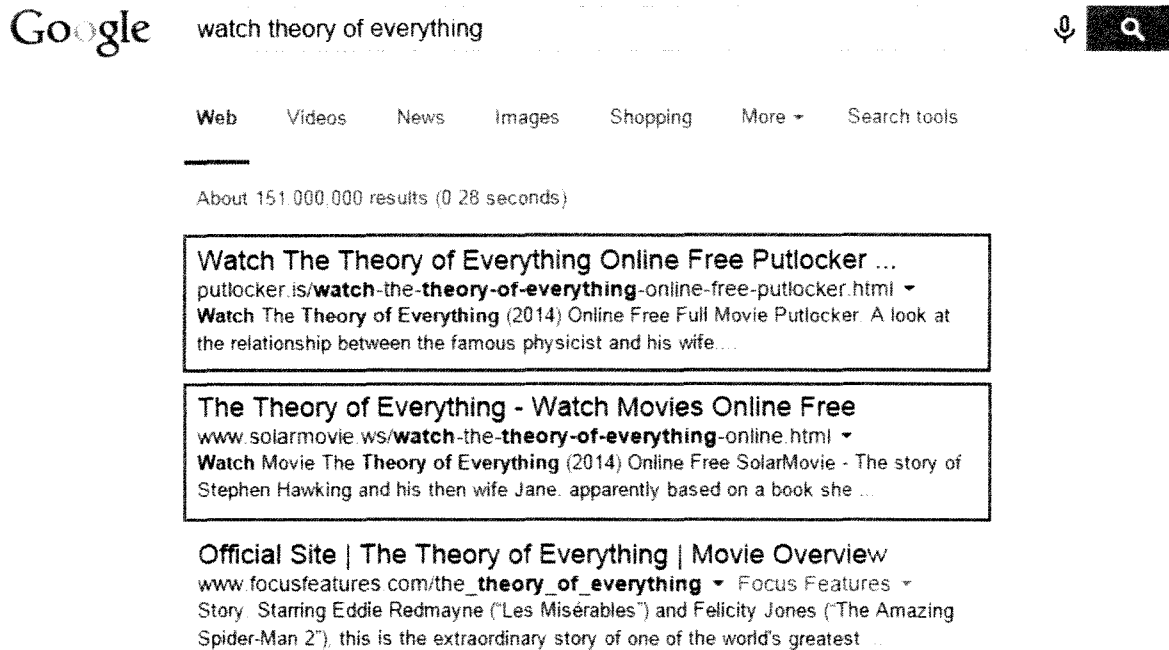 Google watch theory of everything
Web Videos News Images Shopping More Search tools
About 151,000,000 results (0.28 seconds)
Watch The Theory of Everything Online Free Putlocker ...
putlocker.is/watch-the-theory-of-everything-online-free-putlocker.html
Watch The Theory of Everything (2014) Online Free Full Movie Putlocker. A look at
the relationship between the famous physicist and his wife....
The Theory of Everything - Watch Movies Online Free
www.solarmovie.ws/watch-the-theory-of-everything-online.html
Watch Movie The Theory of Everything (2014) Online Free SolarMovie - The story of
Stephen Hawking and his then wife Jane. apparently based on a book she ...
Official Site | The Theory of Everything | Movie Overview
www.focusfeatures.com/the_theory_of_everything Focus Features
Story. Starring Eddie Redmayne ("Les Misérables") and Felicity Jones ("The Amazing
Spider-Man 2"), this is the extraordinary story of one of the world's greatest ...